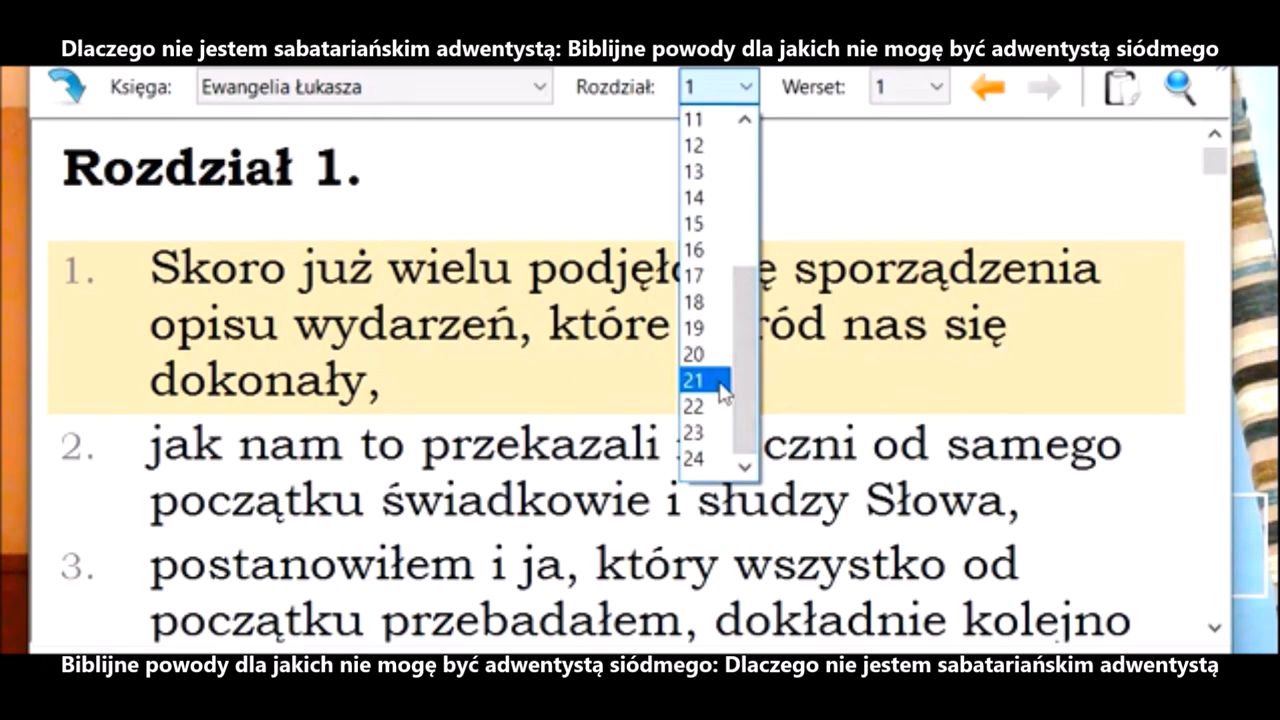 Dlaczego nie jestem sabatariańskim adwentystą: Biblijne powody dla jakich nie mogę być adwentystą siódmego
Księga: Ewangelia Łukasza Rozdział: 1 Werset: 1
11
12
13
14
15
16
17
18
19
20
21
22
23
24
Rozdział 1.
1. Skoro już wielu sporządzenia
opisu wydarzeń, które nas się
dokonały,
2. jak nam to przekazali od samego
początku świadkowie i słudzy Słowa,
3. postanowiłem i ja, który wszystko od
początku przebadałem, dokładnie kolejno
Biblijne powody dla jakich nie mogę być adwentystą siódmego: Dlaczego nie jestem sabatariańskim adwentystą